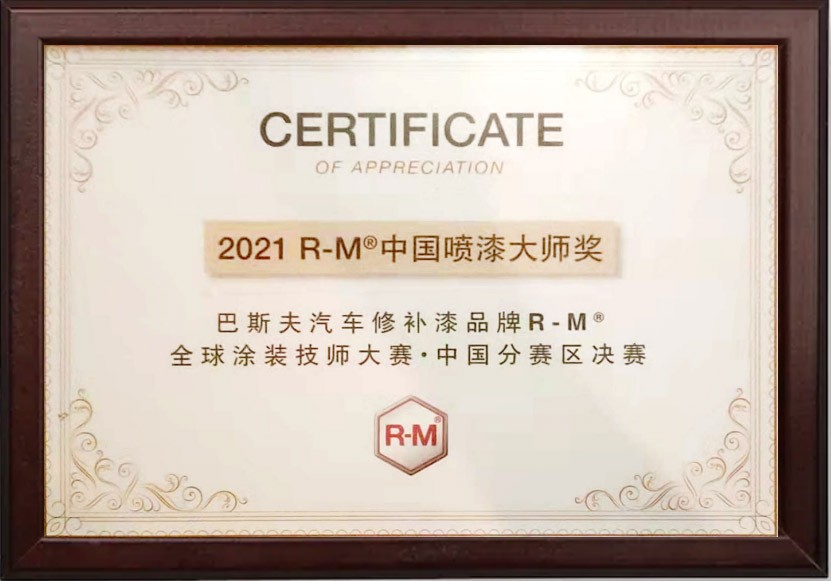 CERTIFICATE
OF APPRECIATION
2021 R-M®中国喷漆大师奖
巴斯夫汽车修补漆品牌R-M®
全球涂装技师大赛·中国分赛区决赛
R-M®